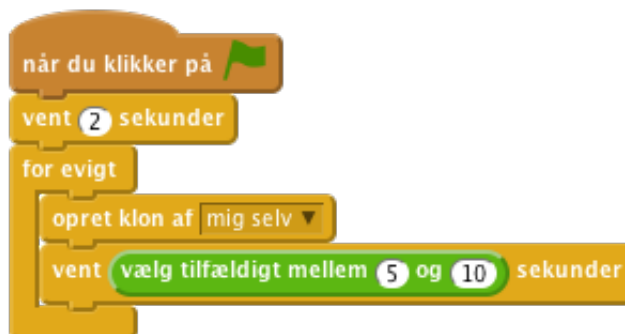 når du klikker på
vent 2 sekunder
for evigt
opret klon af mig selv
vent vælg tilfældigt mellem 5 og 10 sekunder